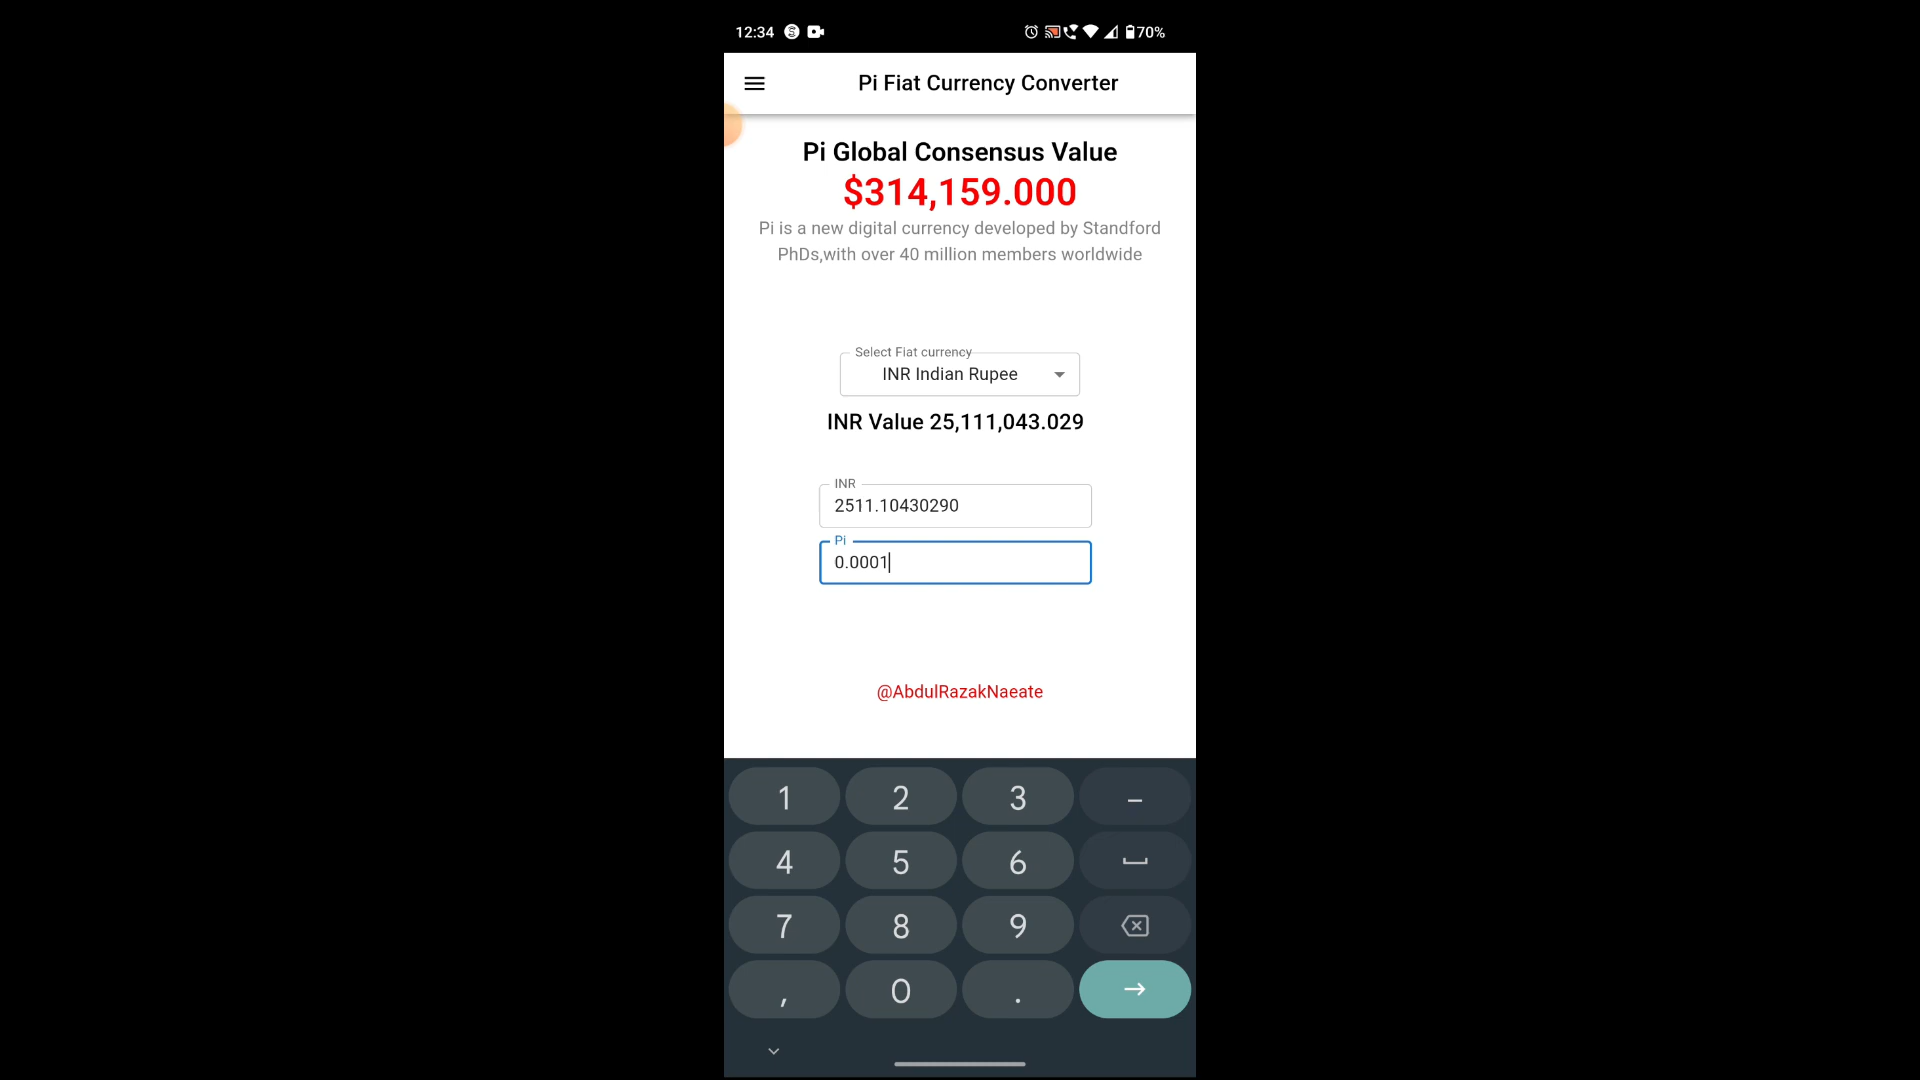 12:34
70%
Pi Fiat Currency Converter
Pi Global Consensus Value
$314,159.000
Pi is a new digital currency developed by Standford
PhDs,with over 40 million members worldwide
Select Fiat currency
INR Indian Rupee
INR Value 25,111,043.029
INR
2511.10430290
Pi
0.0001
@AbdulRazakNaeate
1 2 3 –
4 5 6
7 8 9
, 0 .